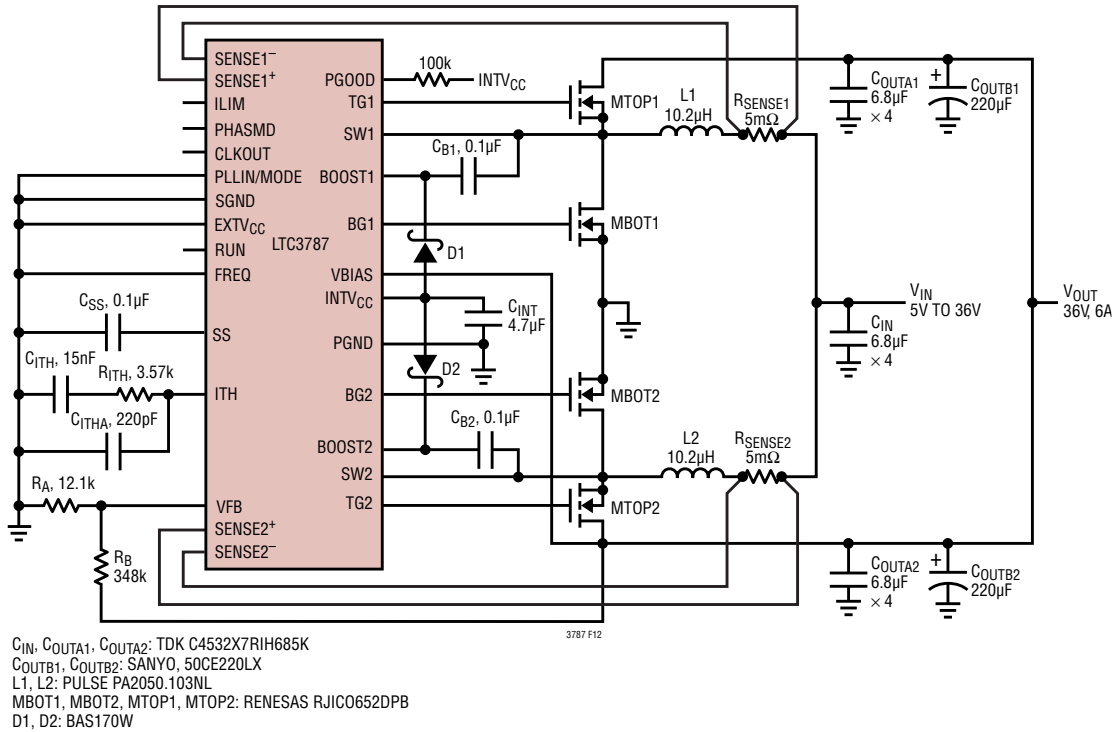 SENSE1–
SENSE1+
ILIM
PHASMD
CLKOUT
PLLIN/MODE
SGND
EXTVCC
RUN
FREQ
SS
ITH
VFB
SENSE2+
SENSE2–
LTC3787
PGOOD
TG1
SW1
BOOST1
BG1
VBIAS
INTVCC
PGND
BG2
BOOST2
SW2
TG2
100k
INTVCC
CB1, 0.1µF
D1
CINT
4.7µF
D2
CB2, 0.1µF
CSS, 0.1µF
CITH, 15nF
RITH, 3.57k
CITHA, 220pF
RA, 12.1k
RB
348k
MTOP1
L1
10.2µH
RSENSE1
5mΩ
MBOT1
MBOT2
L2
10.2µH
RSENSE2
5mΩ
MTOP2
COUTA1
6.8µF
× 4
+
COUTB1
220µF
VIN
5V TO 36V
CIN
6.8µF
× 4
VOUT
36V, 6A
COUTA2
6.8µF
× 4
+
COUTB2
220µF
3787 F12
CIN, COUTA1, COUTA2: TDK C4532X7RIH685K
COUTB1, COUTB2: SANYO, 50CE220LX
L1, L2: PULSE PA2050.103NL
MBOT1, MBOT2, MTOP1, MTOP2: RENESAS RJICO652DPB
D1, D2: BAS170W